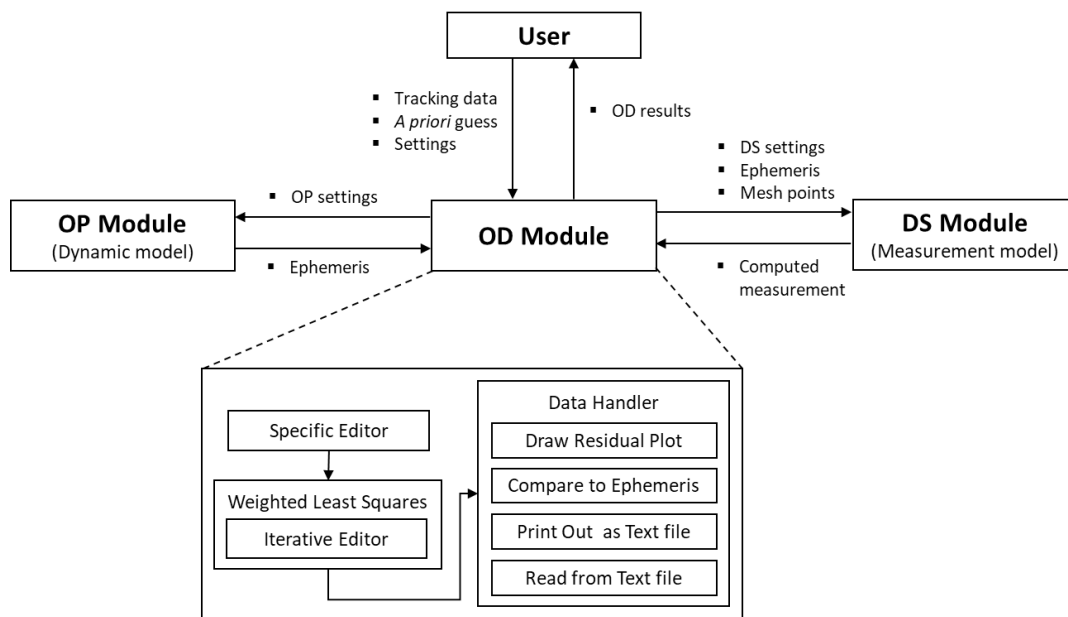 User
▪ Tracking data
▪ A priori guess
▪ Settings
▪ OD results
▪ DS settings
▪ Ephemeris
▪ Mesh points
▪ OP settings
OP Module
(Dynamic model)
OD Module
DS Module
(Measurement model)
▪ Ephemeris
▪ Computed
measurement
Specific Editor
Weighted Least Squares
Iterative Editor
Data Handler
Draw Residual Plot
Compare to Ephemeris
Print Out as Text file
Read from Text file